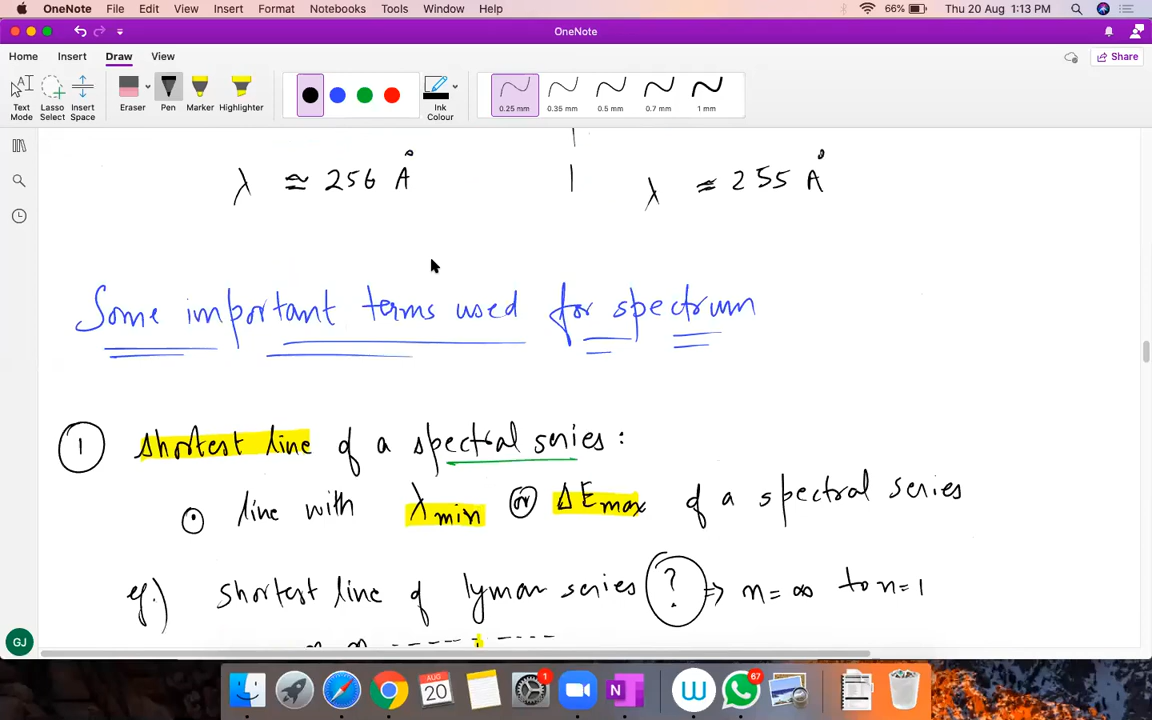 OneNote File Edit View Insert Format Notebooks Tools Window Help 66% Thu 20 Aug 1:13 PM
OneNote
Home Insert Draw View Share
Text Mode Lasso Select Insert Space Eraser Pen Marker Highlighter Ink Colour 0.25 mm 0.35 mm 0.5 mm 0.7 mm 1 mm
λ ≃ 256 Å λ ≈ 255 Å
Some important terms used for spectrum
1 shortest line of a spectral series:
line with λmin or ΔEmax of a spectral series
eg.) shortest line of lyman series ? ⇒ n = ∞ to n=1
GJ
AUG 20 1 67